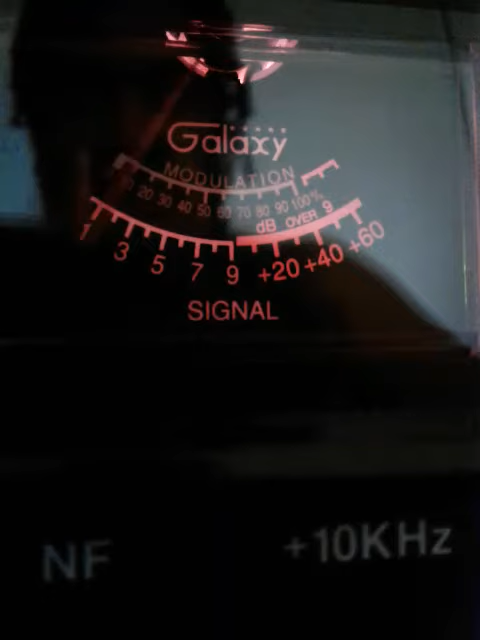 Galaxy
MODULATION
20 30 40 50 60 70 80 90 100%
dB OVER 9
1 3 5 7 9 +20 +40 +60
SIGNAL
NF +10KHz